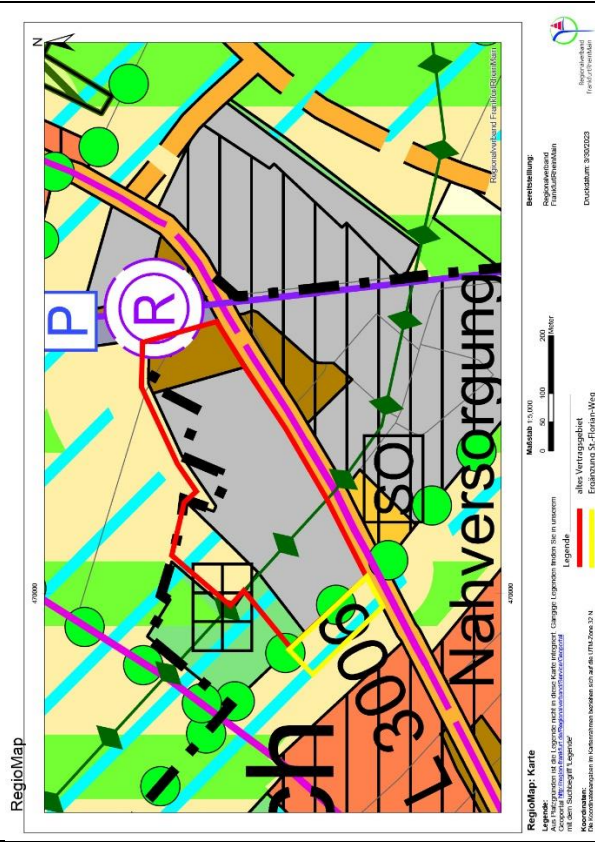 RegioMap
N
470000
P
R
SO
Nahversorgung
L 3006
ch
Regionalverband FrankfurtRheinMain
470000
RegioMap: Karte
Legende:
Aus Platzgründen ist die Legende nicht in diese Karte integriert. Gängige Legenden finden Sie in unserem
mit dem Suchbegriff 'Legende'
Koordinaten:
Die Koordinatenangaben im Kartenrahmen beziehen sich auf die UTM-Zone 32 N
Maßstab 1:5.000
0 50 100 200
Meter
Legende
altes Vertragsgebiet
Ergänzung St.-Florian-Weg
Bereitstellung:
Regionalverband
FrankfurtRheinMain
Druckdatum: 3/30/2023
Regionalverband
FrankfurtRheinMain